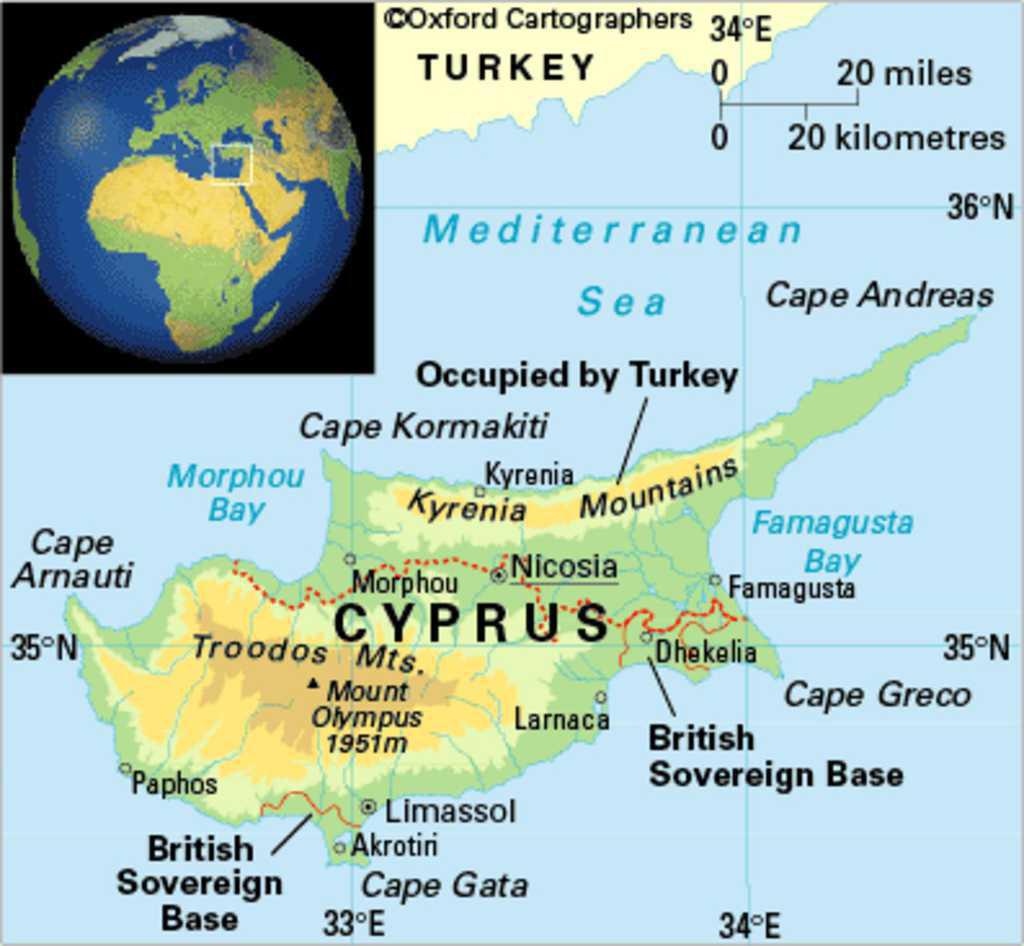 ©Oxford Cartographers
34°E
TURKEY
0
20 miles
0
20 kilometres
36°N
Mediterranean
Sea
Cape Andreas
Occupied by Turkey
Cape Kormakiti
Morphou
Bay
Kyrenia
Kyrenia Mountains
Famagusta
Bay
Cape
Arnauti
Nicosia
Morphou
Famagusta
CYPRUS
35°N
Troodos Mts.
Dhekelia
35°N
Mount
Olympus
1951m
Cape Greco
Larnaca
British
Sovereign Base
Paphos
Limassol
British
Sovereign
Base
Akrotiri
Cape Gata
33°E
34°E